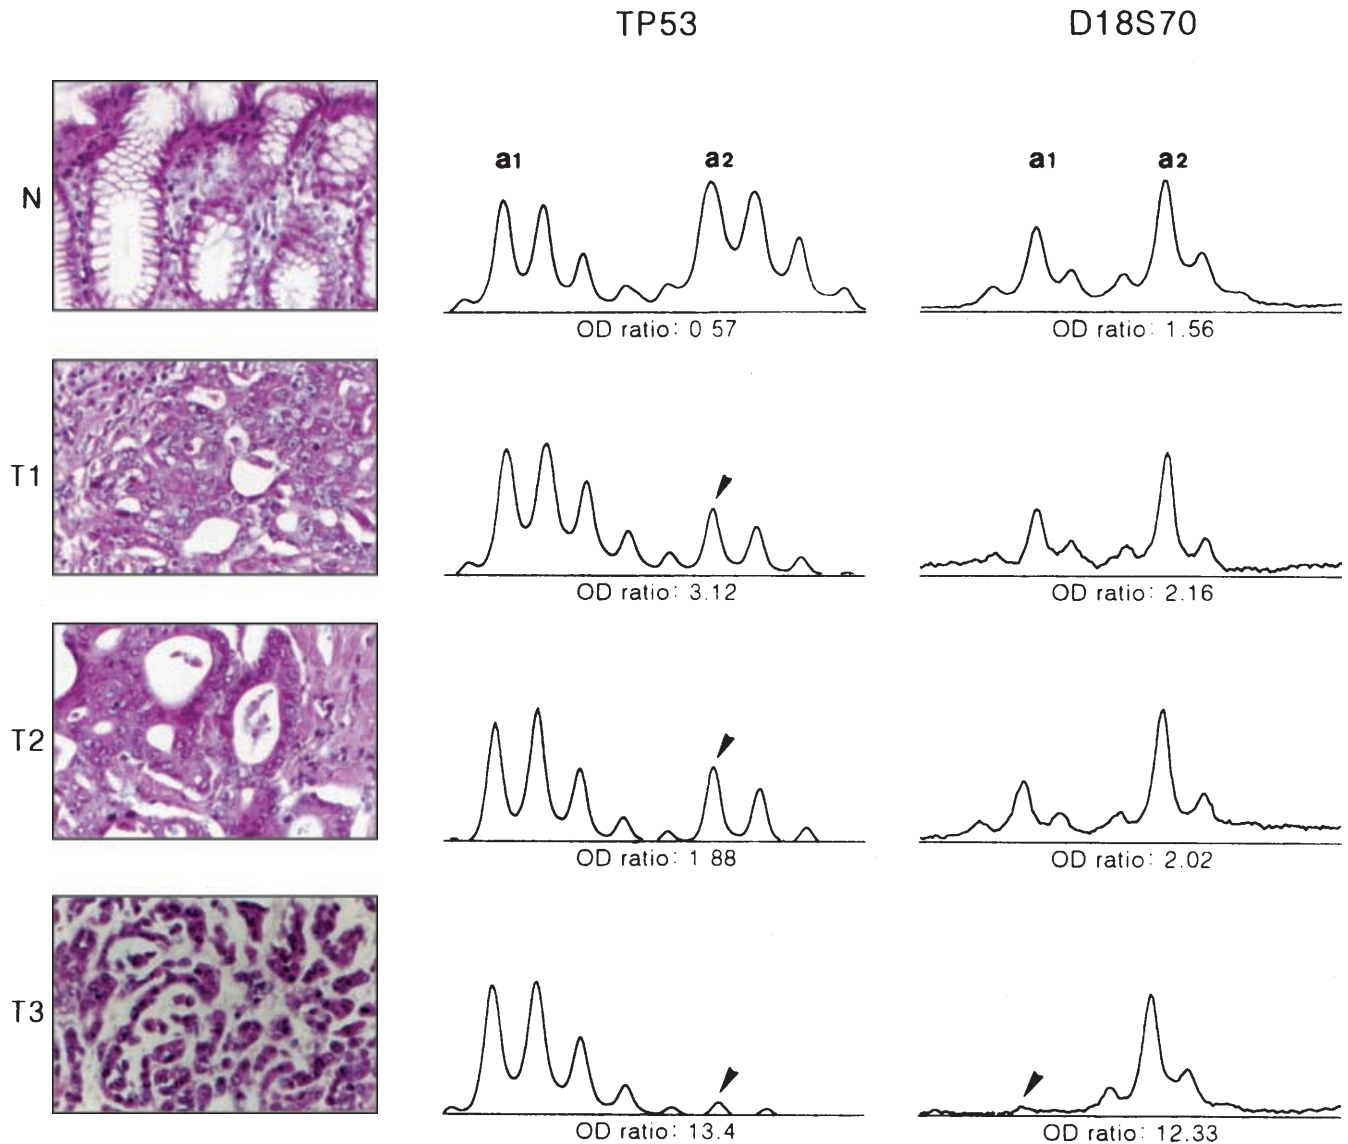 TP53 D18S70
N a1 a2 a1 a2
OD ratio: 0 57 OD ratio: 1.56
T1
OD ratio: 3.12 OD ratio: 2.16
T2
OD ratio: 1 88 OD ratio: 2.02
T3
OD ratio: 13.4 OD ratio: 12.33